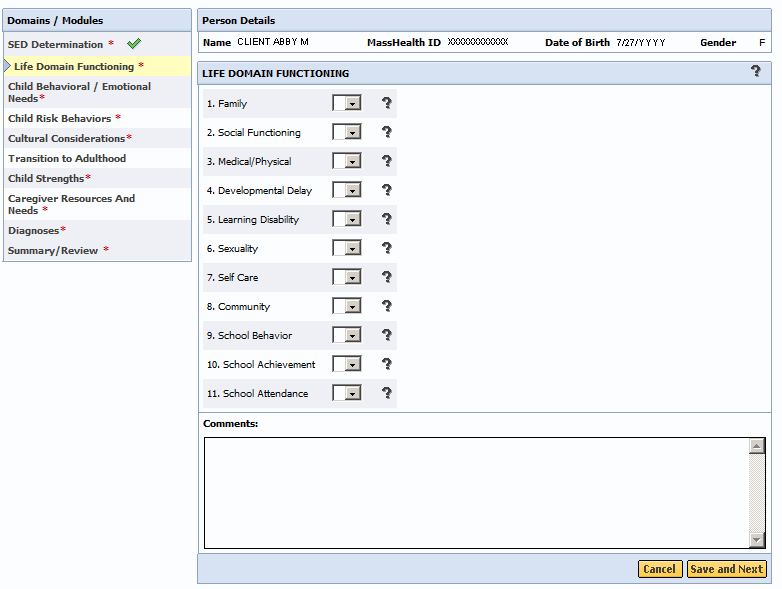 Domains / Modules
SED Determination *
Life Domain Functioning *
Child Behavioral / Emotional
Needs*
Child Risk Behaviors *
Cultural Considerations*
Transition to Adulthood
Child Strengths*
Caregiver Resources And
Needs *
Diagnoses*
Summary/Review *
Person Details
Name CLIENT ABBY M MassHealth ID XXXXXXXXXXXX Date of Birth 7/27/YYYY Gender F
LIFE DOMAIN FUNCTIONING ?
1. Family ?
2. Social Functioning ?
3. Medical/Physical ?
4. Developmental Delay ?
5. Learning Disability ?
6. Sexuality ?
7. Self Care ?
8. Community ?
9. School Behavior ?
10. School Achievement ?
11. School Attendance ?
Comments:
Cancel Save and Next